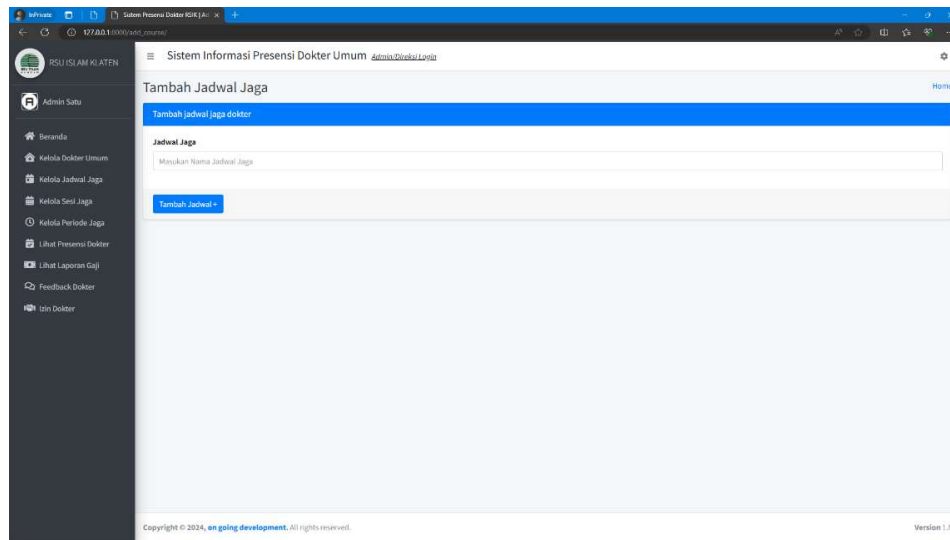 InPrivate
Sistem Presensi Dokter RSIK | Ad
127.0.0.1:8000/add_course/
RSU ISLAM KLATEN
Sistem Informasi Presensi Dokter Umum Admin/Direksi Login
Tambah Jadwal Jaga
Home
Admin Satu
Tambah jadwal jaga dokter
Beranda
Jadwal Jaga
Kelola Dokter Umum
Masukan Nama Jadwal Jaga
Kelola Jadwal Jaga
Kelola Sesi Jaga
Tambah Jadwal +
Kelola Periode Jaga
Lihat Presensi Dokter
Lihat Laporan Gaji
Feedback Dokter
Izin Dokter
Copyright © 2024, on going development. All rights reserved.
Version